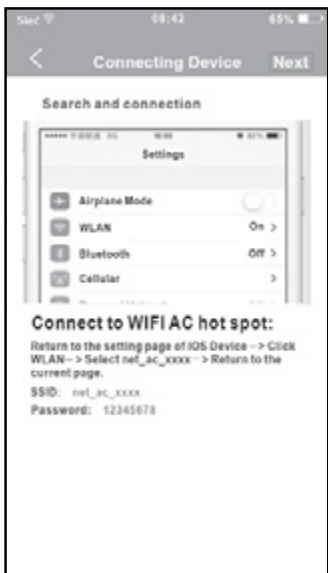 Sieć 08:42 65%
Connecting Device Next
Search and connection
Settings
Airplane Mode
WLAN On >
Bluetooth Off >
Cellular >
Connect to WIFI AC hot spot:
Return to the setting page of IOS Device --> Click
WLAN--> Select net_ac_xxxx--> Return to the
current page.
SSID: net_ac_xxxx
Password: 12345678